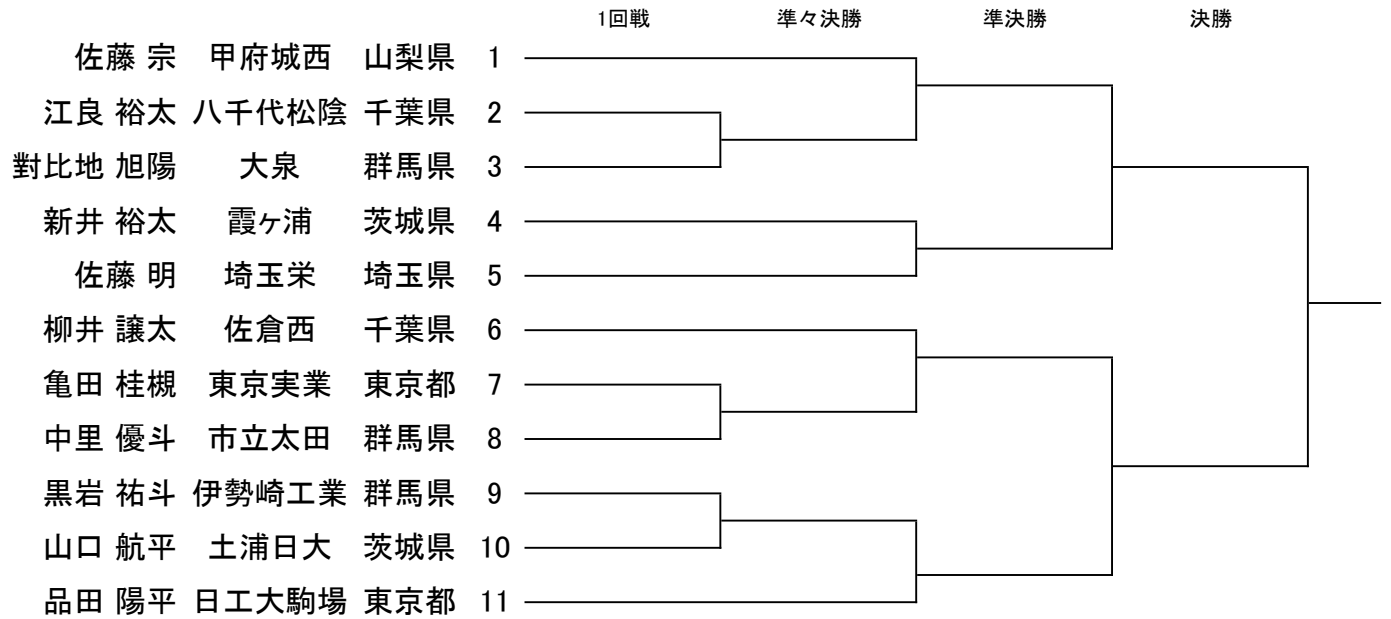 1回戦 準々決勝 準決勝 決勝
佐藤 宗 甲府城西 山梨県 1
江良 裕太 八千代松陰 千葉県 2
對比地 旭陽 大泉 群馬県 3
新井 裕太 霞ヶ浦 茨城県 4
佐藤 明 埼玉栄 埼玉県 5
柳井 譲太 佐倉西 千葉県 6
亀田 桂槻 東京実業 東京都 7
中里 優斗 市立太田 群馬県 8
黒岩 祐斗 伊勢崎工業 群馬県 9
山口 航平 土浦日大 茨城県 10
品田 陽平 日工大駒場 東京都 11